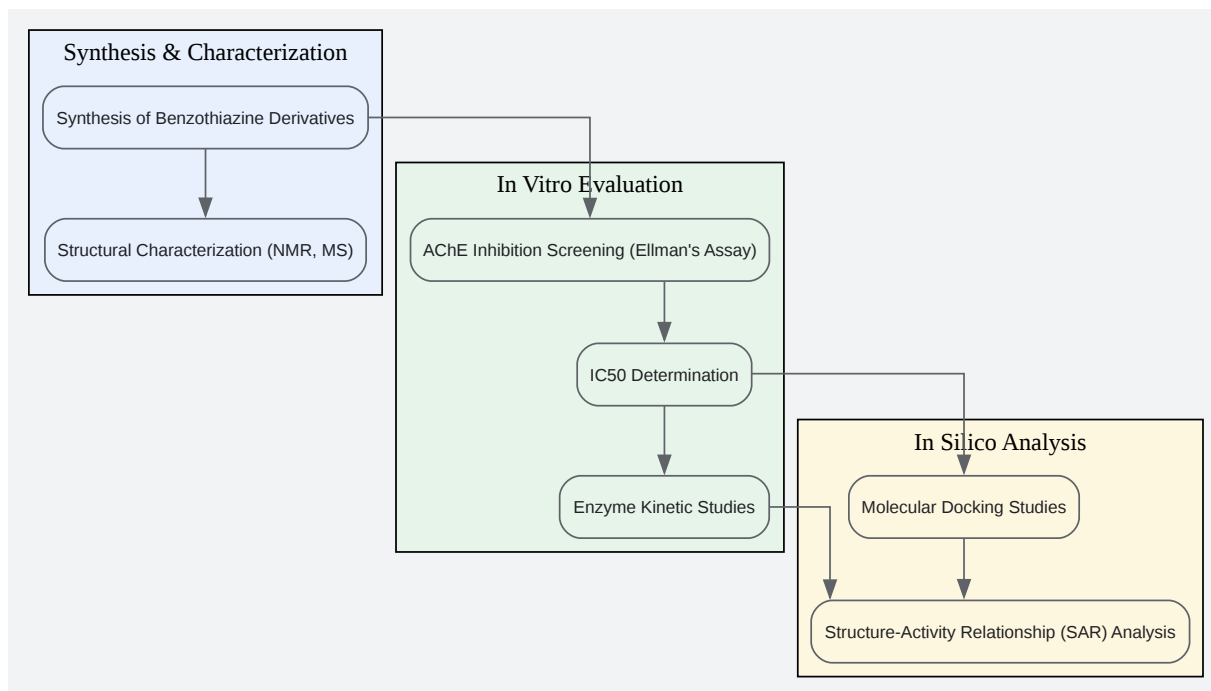 Synthesis & Characterization
Synthesis of Benzothiazine Derivatives
Structural Characterization (NMR, MS)
In Vitro Evaluation
AChE Inhibition Screening (Ellman's Assay)
IC50 Determination
Enzyme Kinetic Studies
In Silico Analysis
Molecular Docking Studies
Structure-Activity Relationship (SAR) Analysis